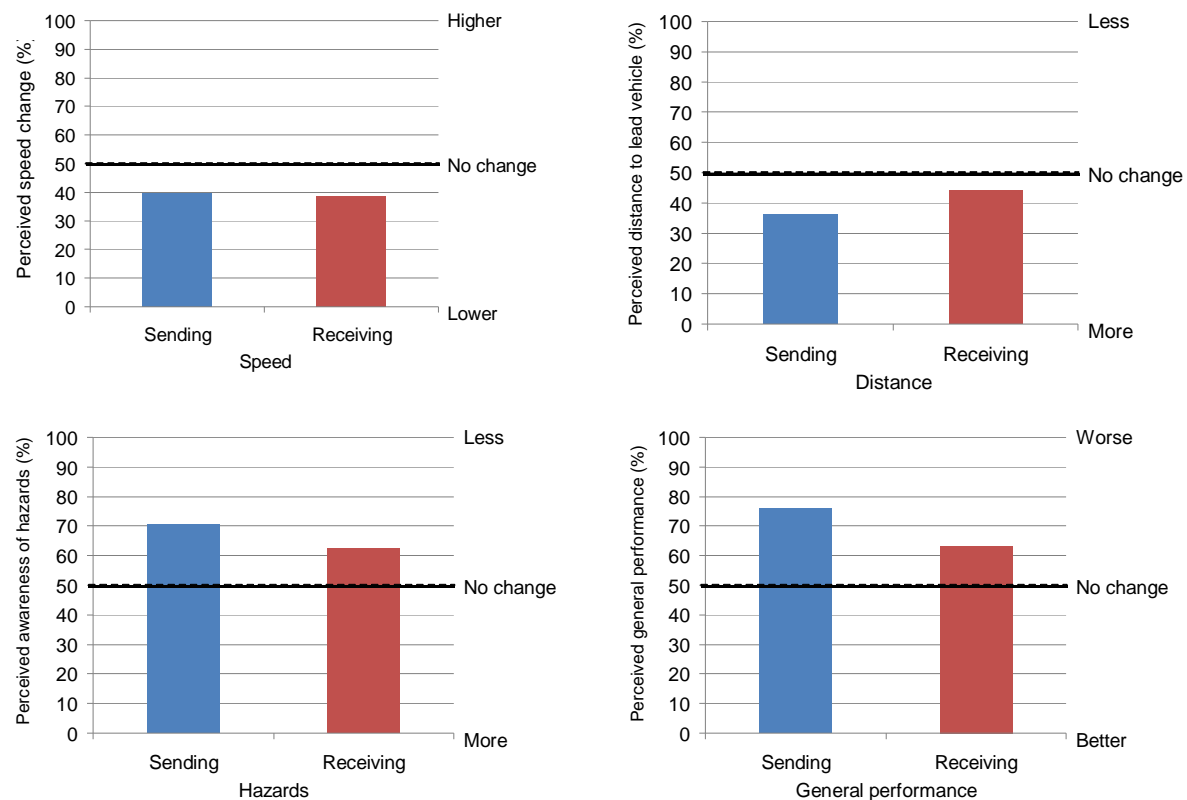 Perceived speed change (%)
100
90
80
70
60
50
40
30
20
10
0
Higher
No change
Lower
Sending
Receiving
Speed
Perceived distance to lead vehicle (%)
100
90
80
70
60
50
40
30
20
10
0
Less
No change
More
Sending
Receiving
Distance
Perceived awareness of hazards (%)
100
90
80
70
60
50
40
30
20
10
0
Less
No change
More
Sending
Receiving
Hazards
Perceived general performance (%)
100
90
80
70
60
50
40
30
20
10
0
Worse
No change
Better
Sending
Receiving
General performance